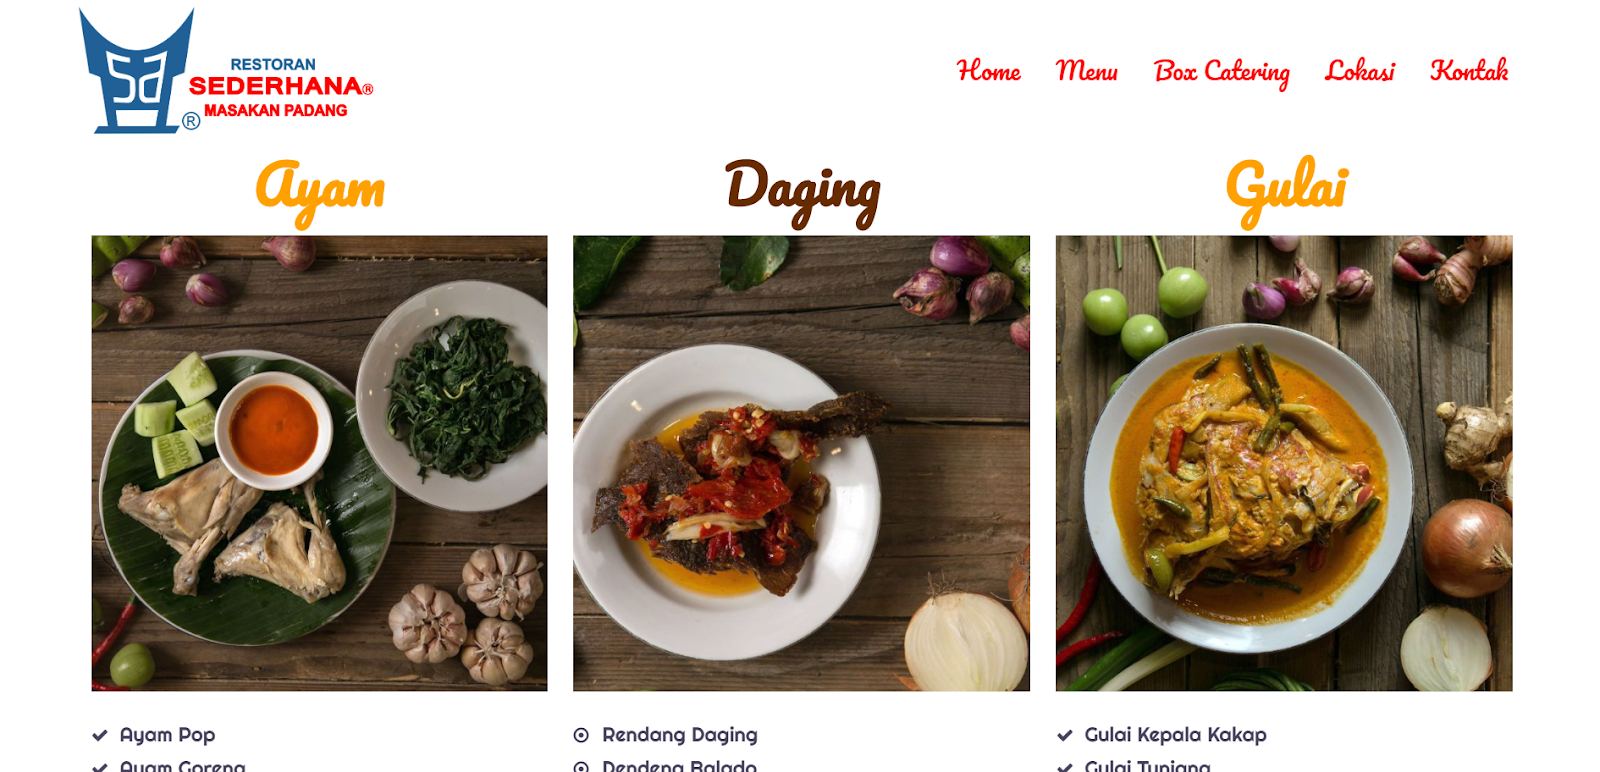 RESTORAN
SEDERHANA®
MASAKAN PADANG
®
Home Menu Box Catering Lokasi Kontak
Ayam Daging Gulai
Ayam Pop Rendang Daging Gulai Kepala Kakap
Ayam Goreng Dendeng Balado Gulai Tunjang